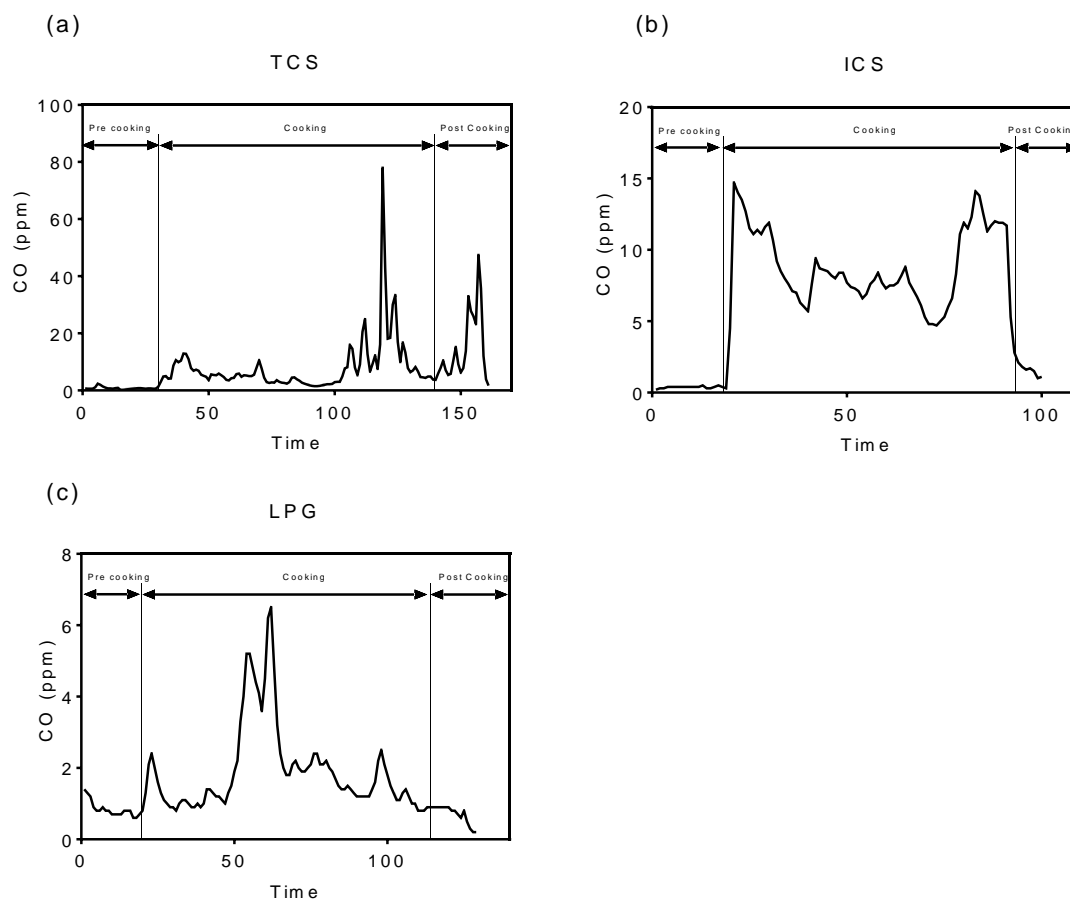 (a)
TCS
100
80
60
40
20
0
CO (ppm)
Pre cooking
Cooking
Post Cooking
0 50 100 150
Time
(b)
ICS
20
15
10
5
0
CO (ppm)
Pre cooking
Cooking
Post Cooking
0 50 100
Time
(c)
LPG
8
6
4
2
0
CO (ppm)
Pre cooking
Cooking
Post Cooking
0 50 100
Time